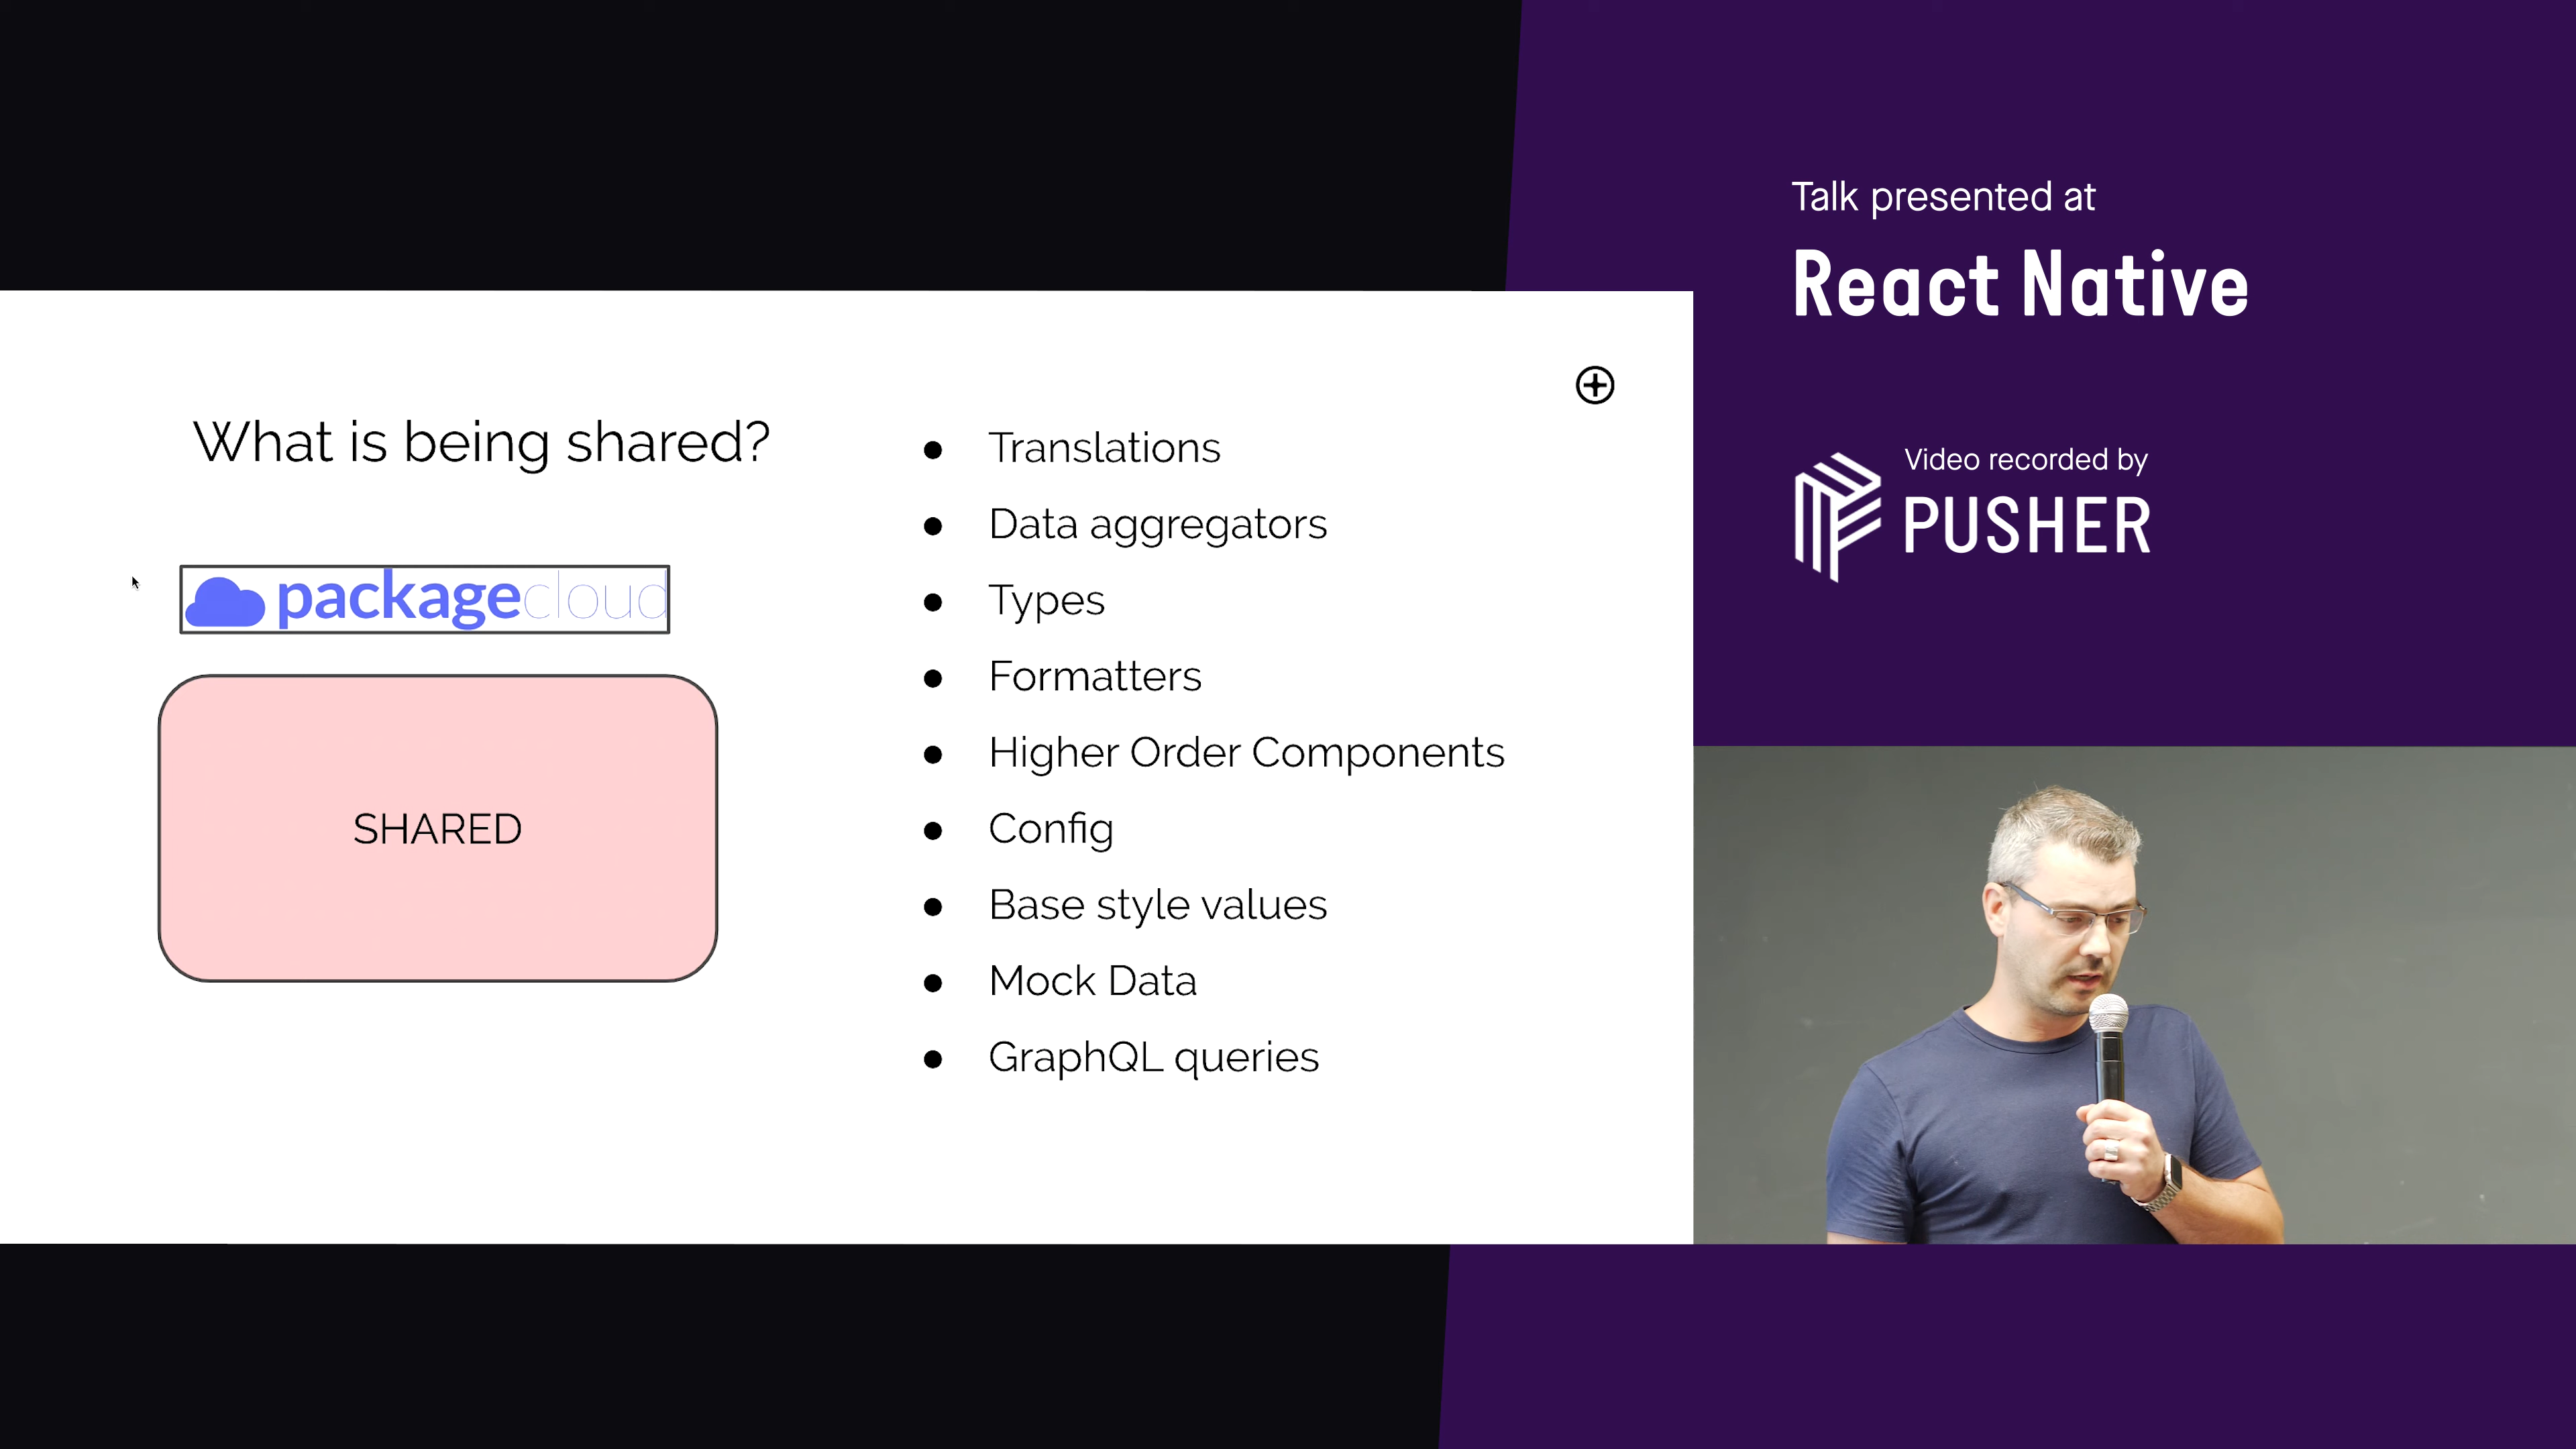 What is being shared?
packagecloud
SHARED
● Translations
● Data aggregators
● Types
● Formatters
● Higher Order Components
● Config
● Base style values
● Mock Data
● GraphQL queries
Talk presented at
React Native
Video recorded by
PUSHER